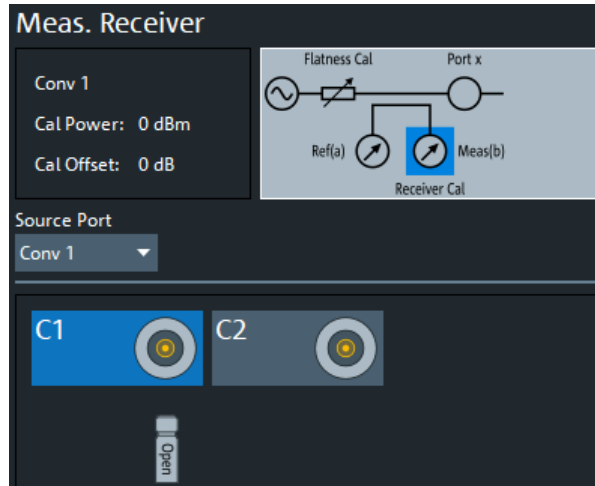 Meas. Receiver
Conv 1
Cal Power: 0 dBm
Cal Offset: 0 dB
Flatness Cal
Port x
Ref(a)
Meas(b)
Receiver Cal
Source Port
Conv 1
C1
C2
Open